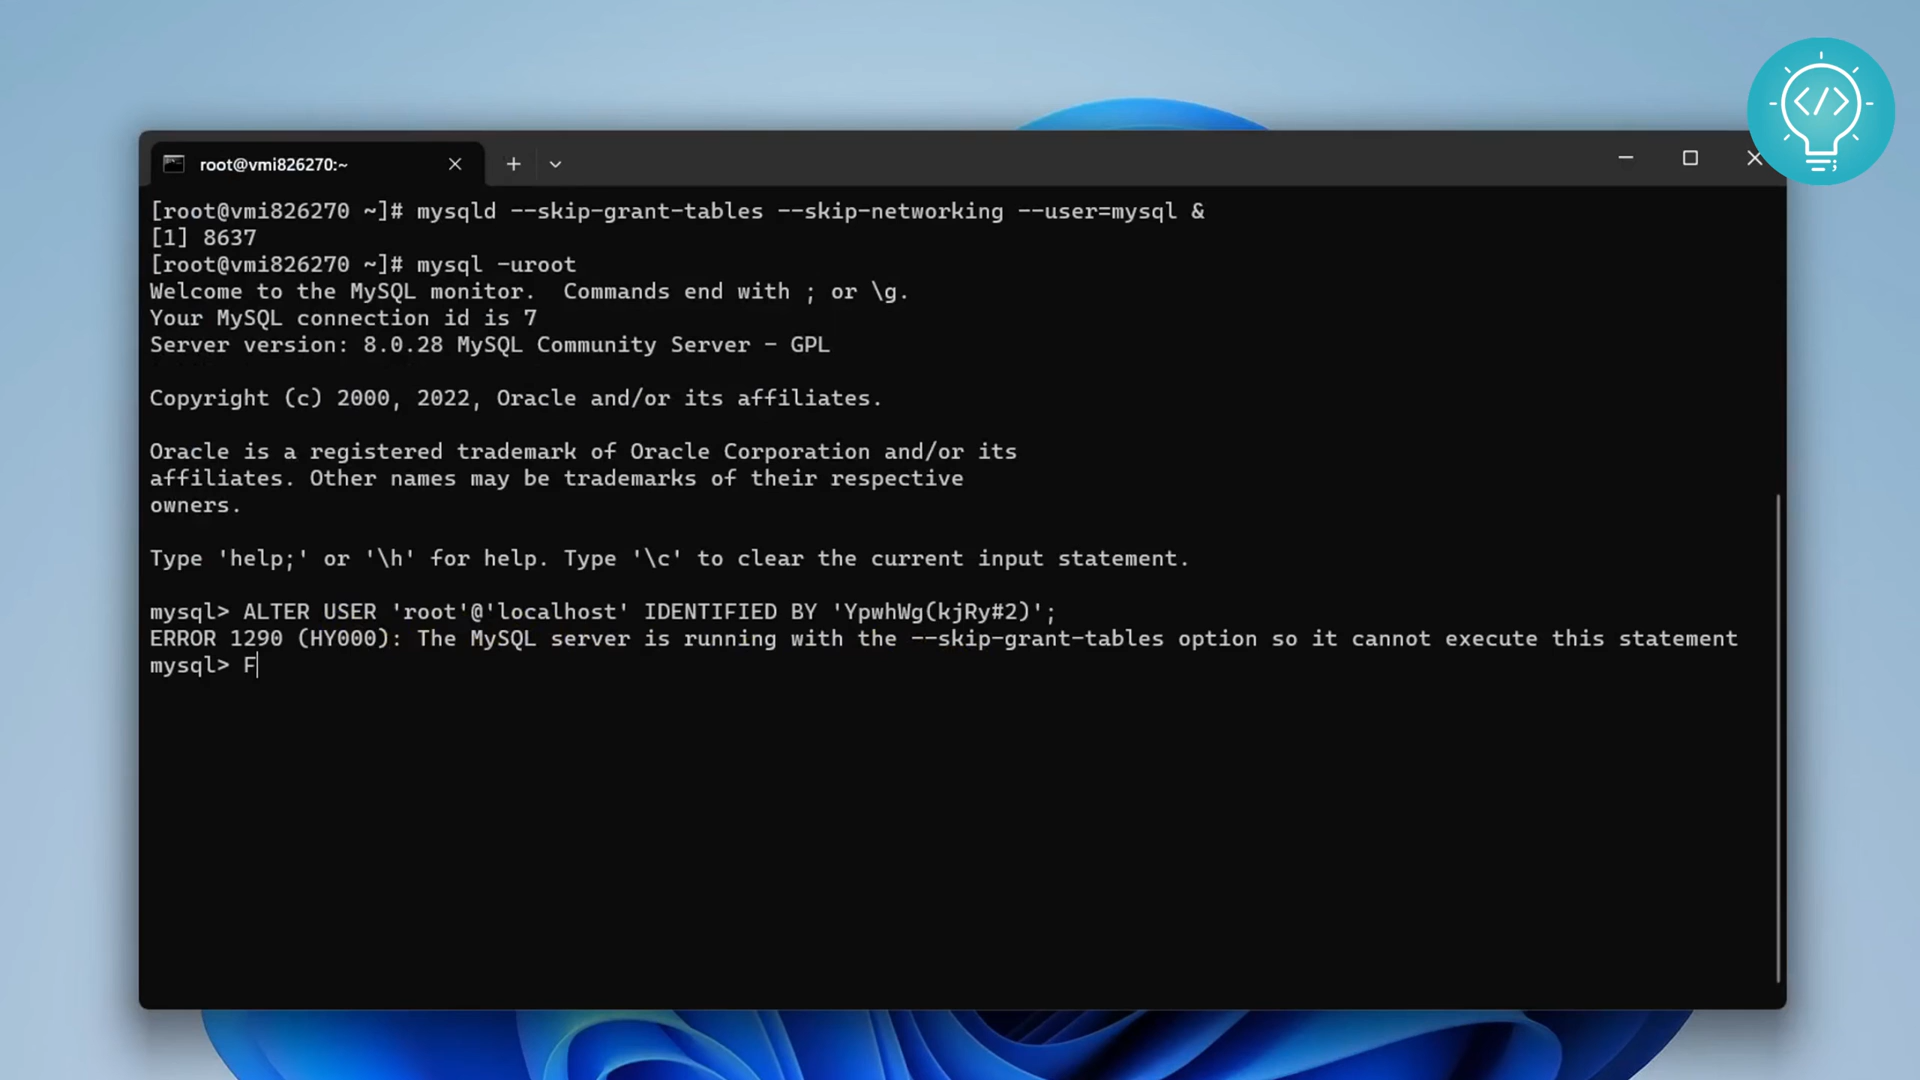 root@vmi826270:~
[root@vmi826270 ~]# mysqld --skip-grant-tables --skip-networking --user=mysql &
[1] 8637
[root@vmi826270 ~]# mysql -uroot
Welcome to the MySQL monitor.  Commands end with ; or \g.
Your MySQL connection id is 7
Server version: 8.0.28 MySQL Community Server - GPL
Copyright (c) 2000, 2022, Oracle and/or its affiliates.
Oracle is a registered trademark of Oracle Corporation and/or its
affiliates. Other names may be trademarks of their respective
owners.
Type 'help;' or '\h' for help. Type '\c' to clear the current input statement.
mysql> ALTER USER 'root'@'localhost' IDENTIFIED BY 'YpwhWg(kjRy#2)';
ERROR 1290 (HY000): The MySQL server is running with the --skip-grant-tables option so it cannot execute this statement
mysql> F